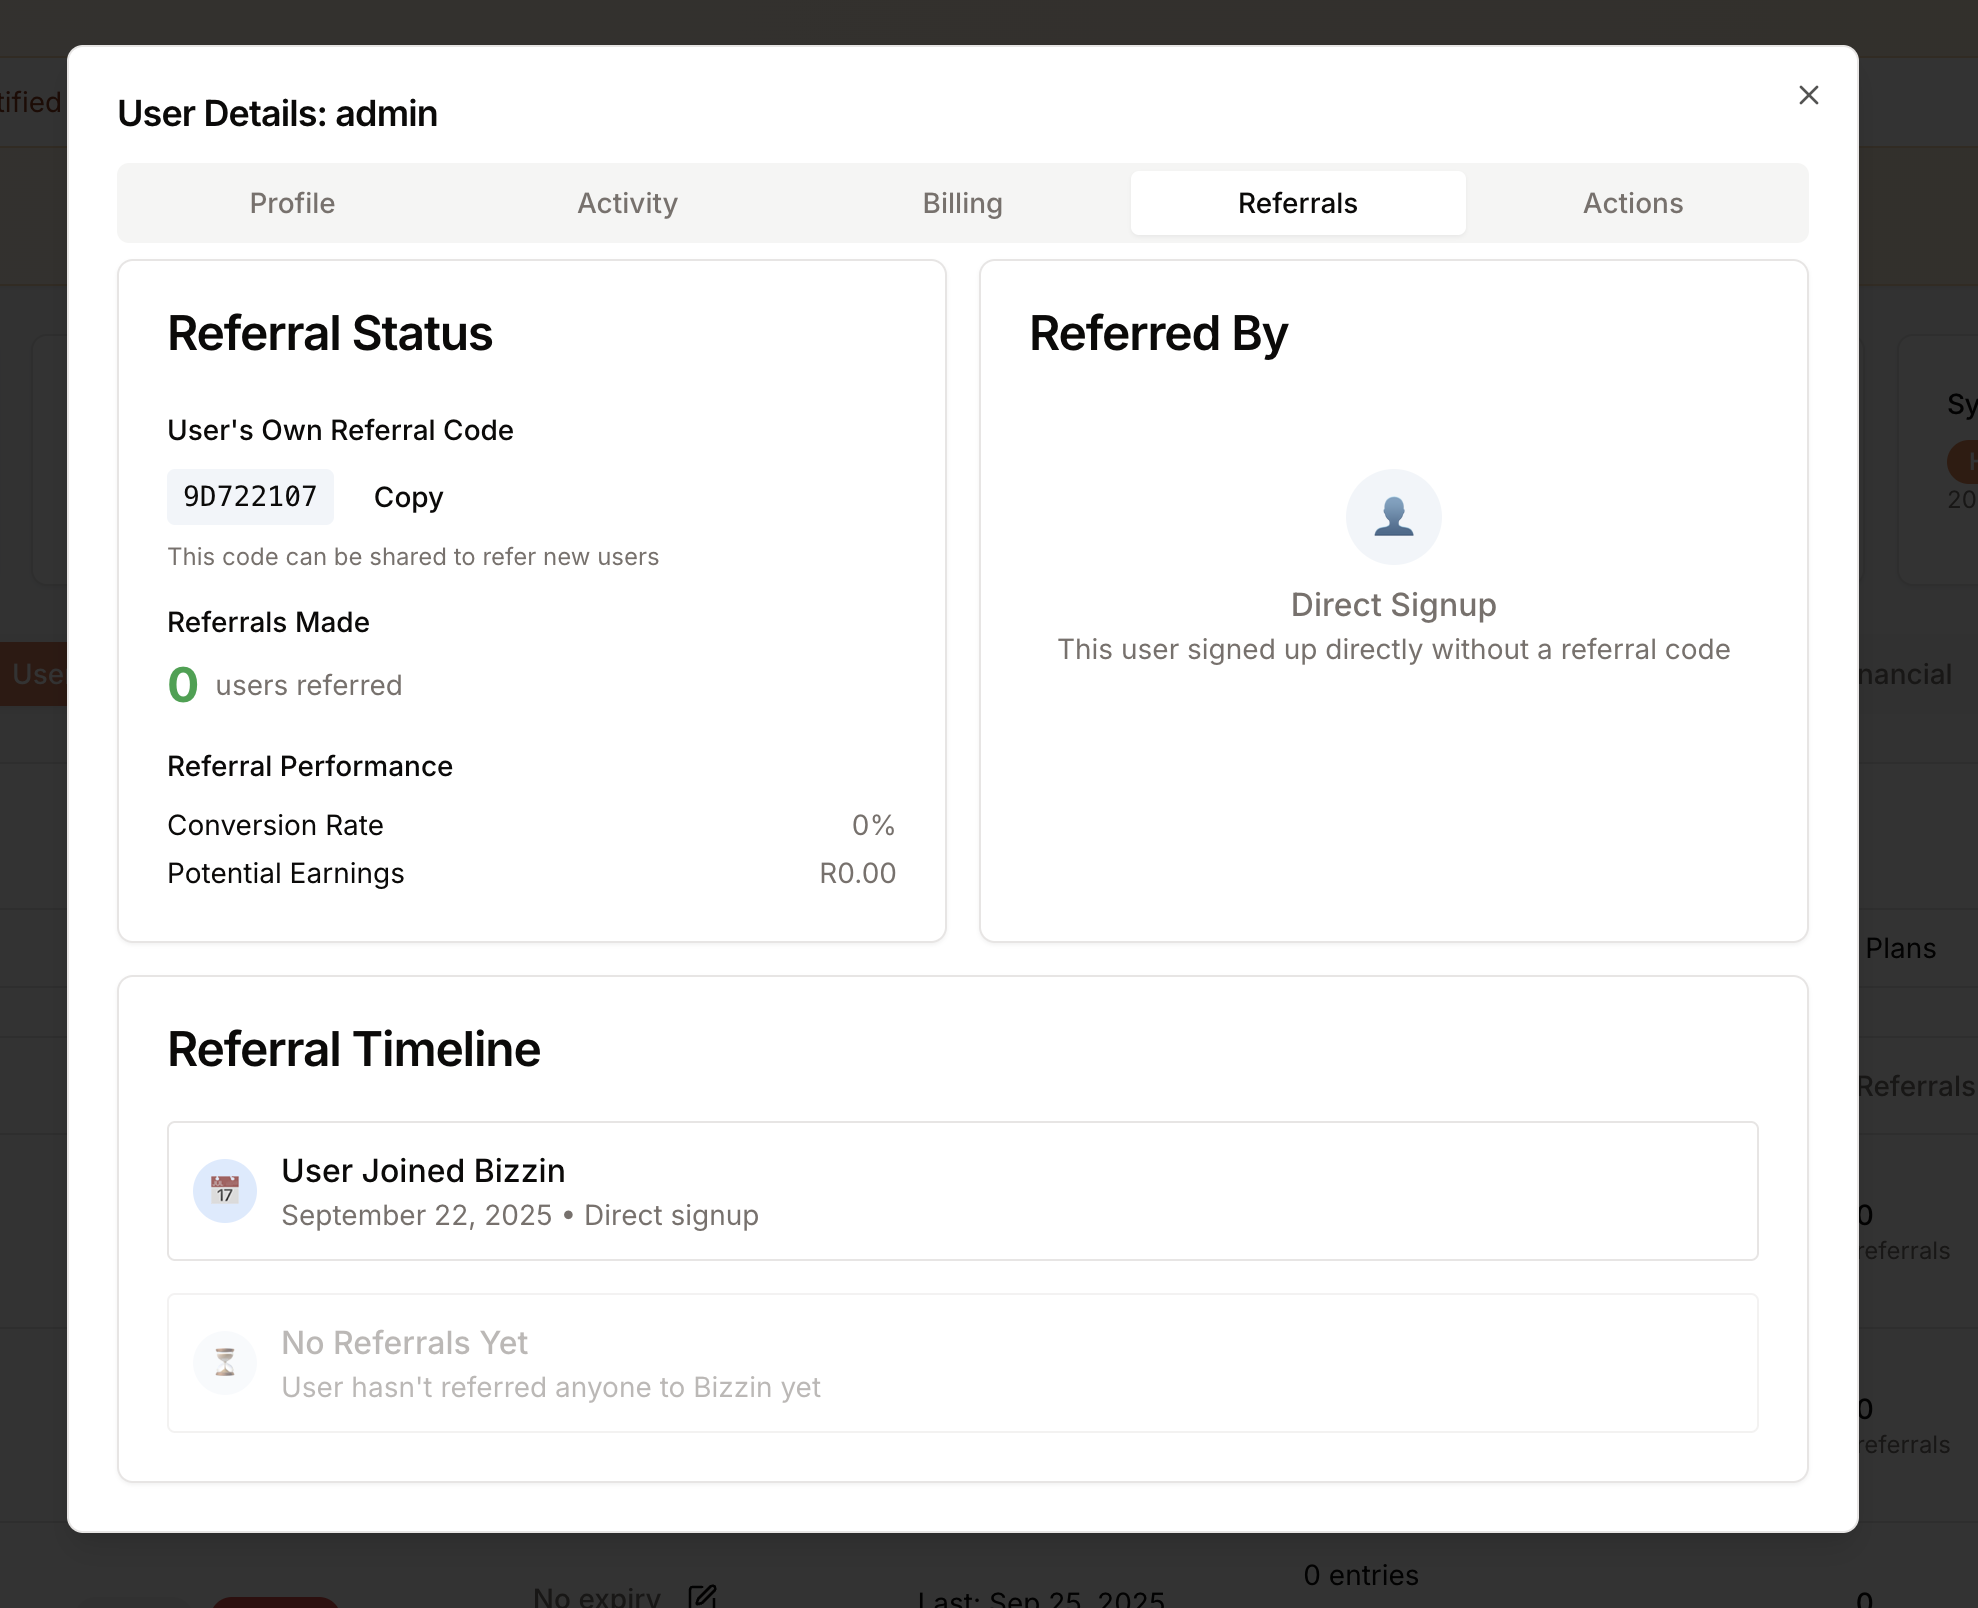 tified
User Details: admin
Profile
Activity
Billing
Referrals
Actions
Referral Status
User's Own Referral Code
9D722107
Copy
This code can be shared to refer new users
Referrals Made
0 users referred
Referral Performance
Conversion Rate 0%
Potential Earnings R0.00
Referred By
Direct Signup
This user signed up directly without a referral code
Referral Timeline
17
User Joined Bizzin
September 22, 2025 • Direct signup
No Referrals Yet
User hasn't referred anyone to Bizzin yet
Sy
20
Use
nancial
Plans
Referrals
0
referrals
0
referrals
No expiry
Last: Sep 25, 2025
0 entries
0